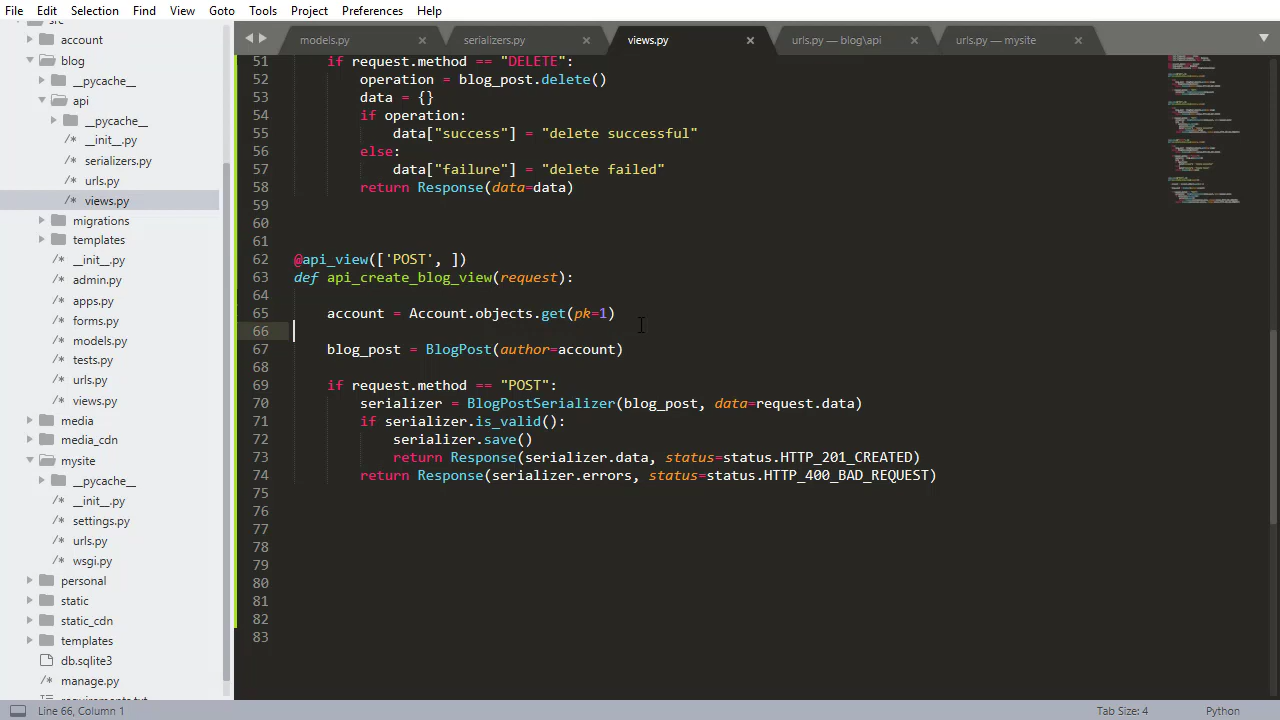 File Edit Selection Find View Goto Tools Project Preferences Help
src
account
blog
__pycache__
api
__pycache__
__init__.py
serializers.py
urls.py
views.py
migrations
templates
__init__.py
admin.py
apps.py
forms.py
models.py
tests.py
urls.py
views.py
media
media_cdn
mysite
__pycache__
__init__.py
settings.py
urls.py
wsgi.py
personal
static
static_cdn
templates
db.sqlite3
manage.py
requirements.txt
models.py serializers.py views.py urls.py — blog\api urls.py — mysite
51 if request.method == "DELETE":
52 operation = blog_post.delete()
53 data = {}
54 if operation:
55 data["success"] = "delete successful"
56 else:
57 data["failure"] = "delete failed"
58 return Response(data=data)
59
60
61
62 @api_view(['POST', ])
63 def api_create_blog_view(request):
64
65 account = Account.objects.get(pk=1)
66
67 blog_post = BlogPost(author=account)
68
69 if request.method == "POST":
70 serializer = BlogPostSerializer(blog_post, data=request.data)
71 if serializer.is_valid():
72 serializer.save()
73 return Response(serializer.data, status=status.HTTP_201_CREATED)
74 return Response(serializer.errors, status=status.HTTP_400_BAD_REQUEST)
75
76
77
78
79
80
81
82
83
Line 66, Column 1 Tab Size: 4 Python